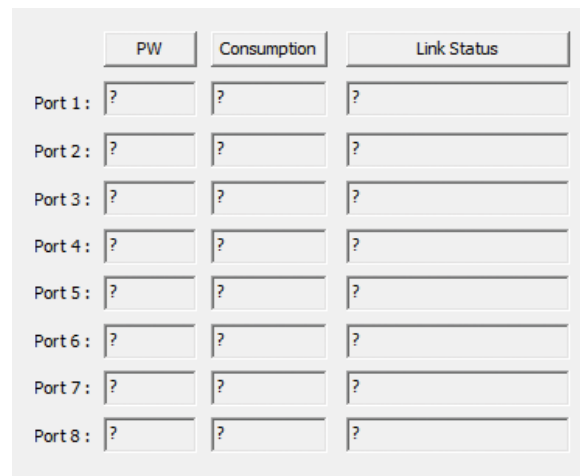 PW Consumption Link Status
Port 1 : ? ? ?
Port 2 : ? ? ?
Port 3 : ? ? ?
Port 4 : ? ? ?
Port 5 : ? ? ?
Port 6 : ? ? ?
Port 7 : ? ? ?
Port 8 : ? ? ?